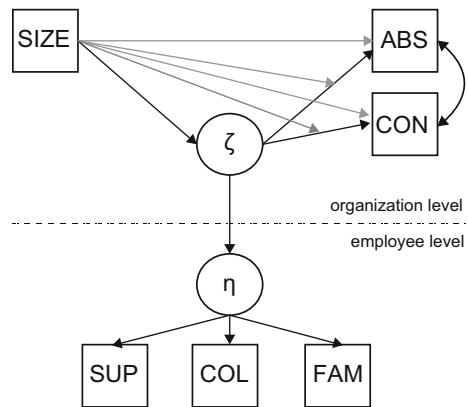 SIZE
ABS
CON
ζ
organization level
employee level
η
SUP
COL
FAM